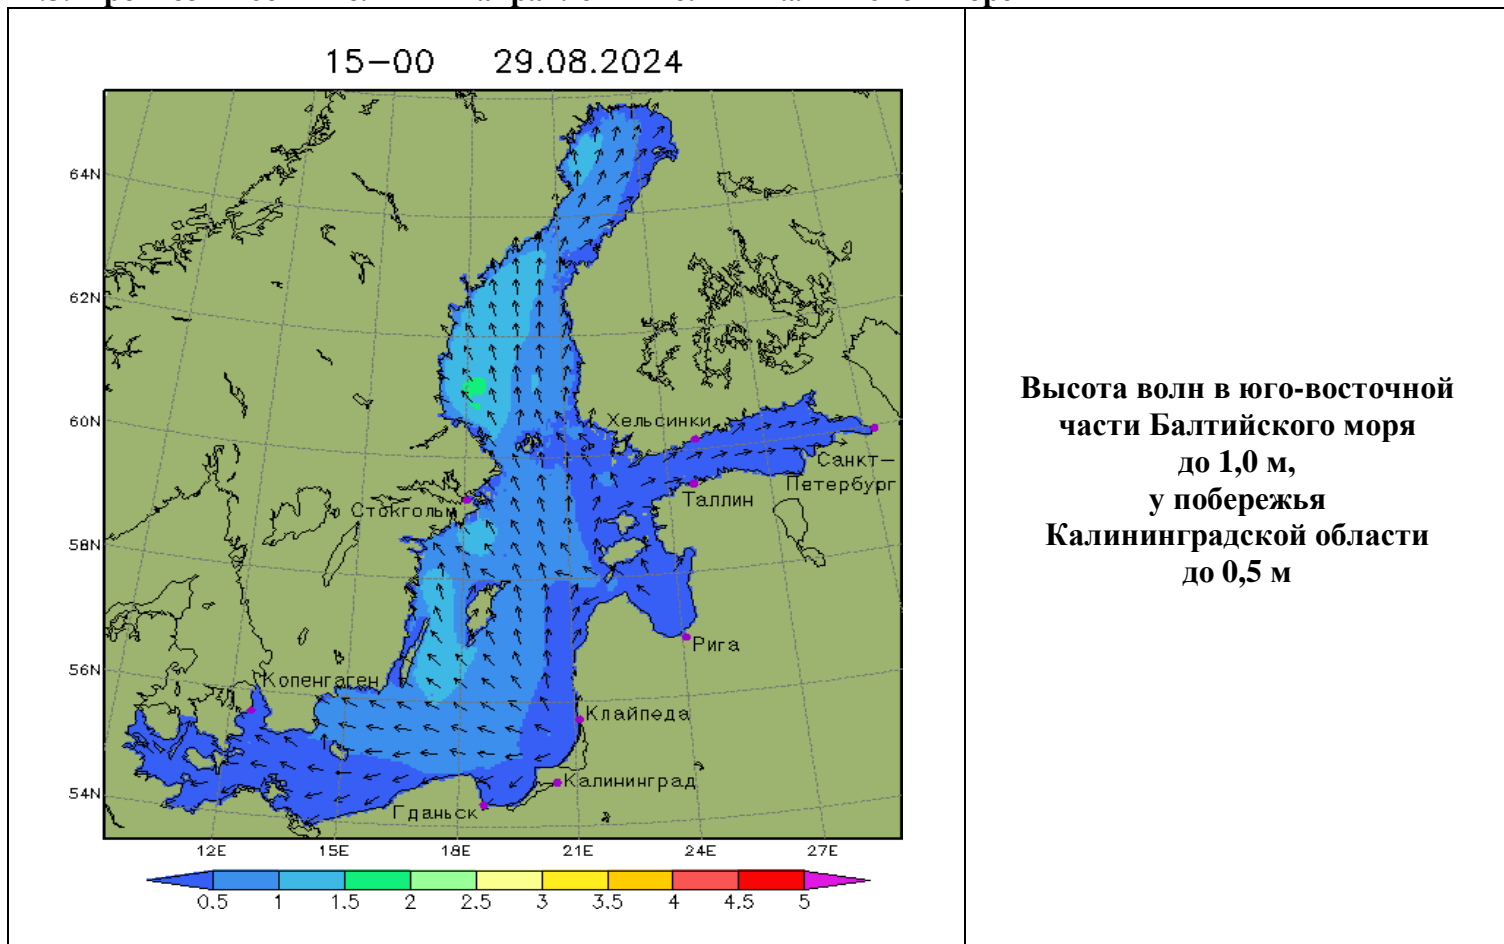 15-00 29.08.2024
64N
62N
60N
58N
56N
54N
Хельсинки
Санкт-
Петербург
Таллин
Стокгольм
Рига
Копенгаген
Клайпеда
Калининград
Гданьск
12E 15E 18E 21E 24E 27E
0.5 1 1.5 2 2.5 3 3.5 4 4.5 5
Высота волн в юго-восточной
части Балтийского моря
до 1,0 м,
у побережья
Калининградской области
до 0,5 м